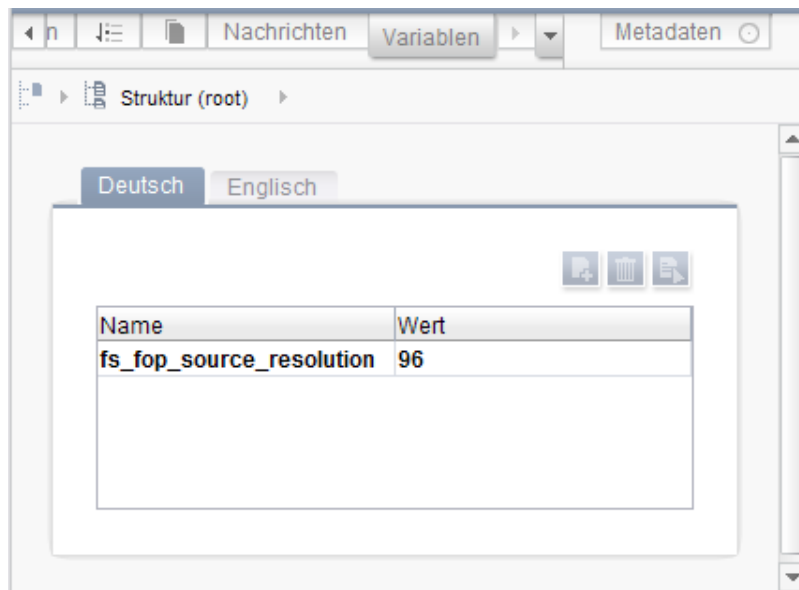 n Nachrichten Variablen Metadaten
Struktur (root)
Deutsch Englisch
Name Wert
fs_fop_source_resolution 96